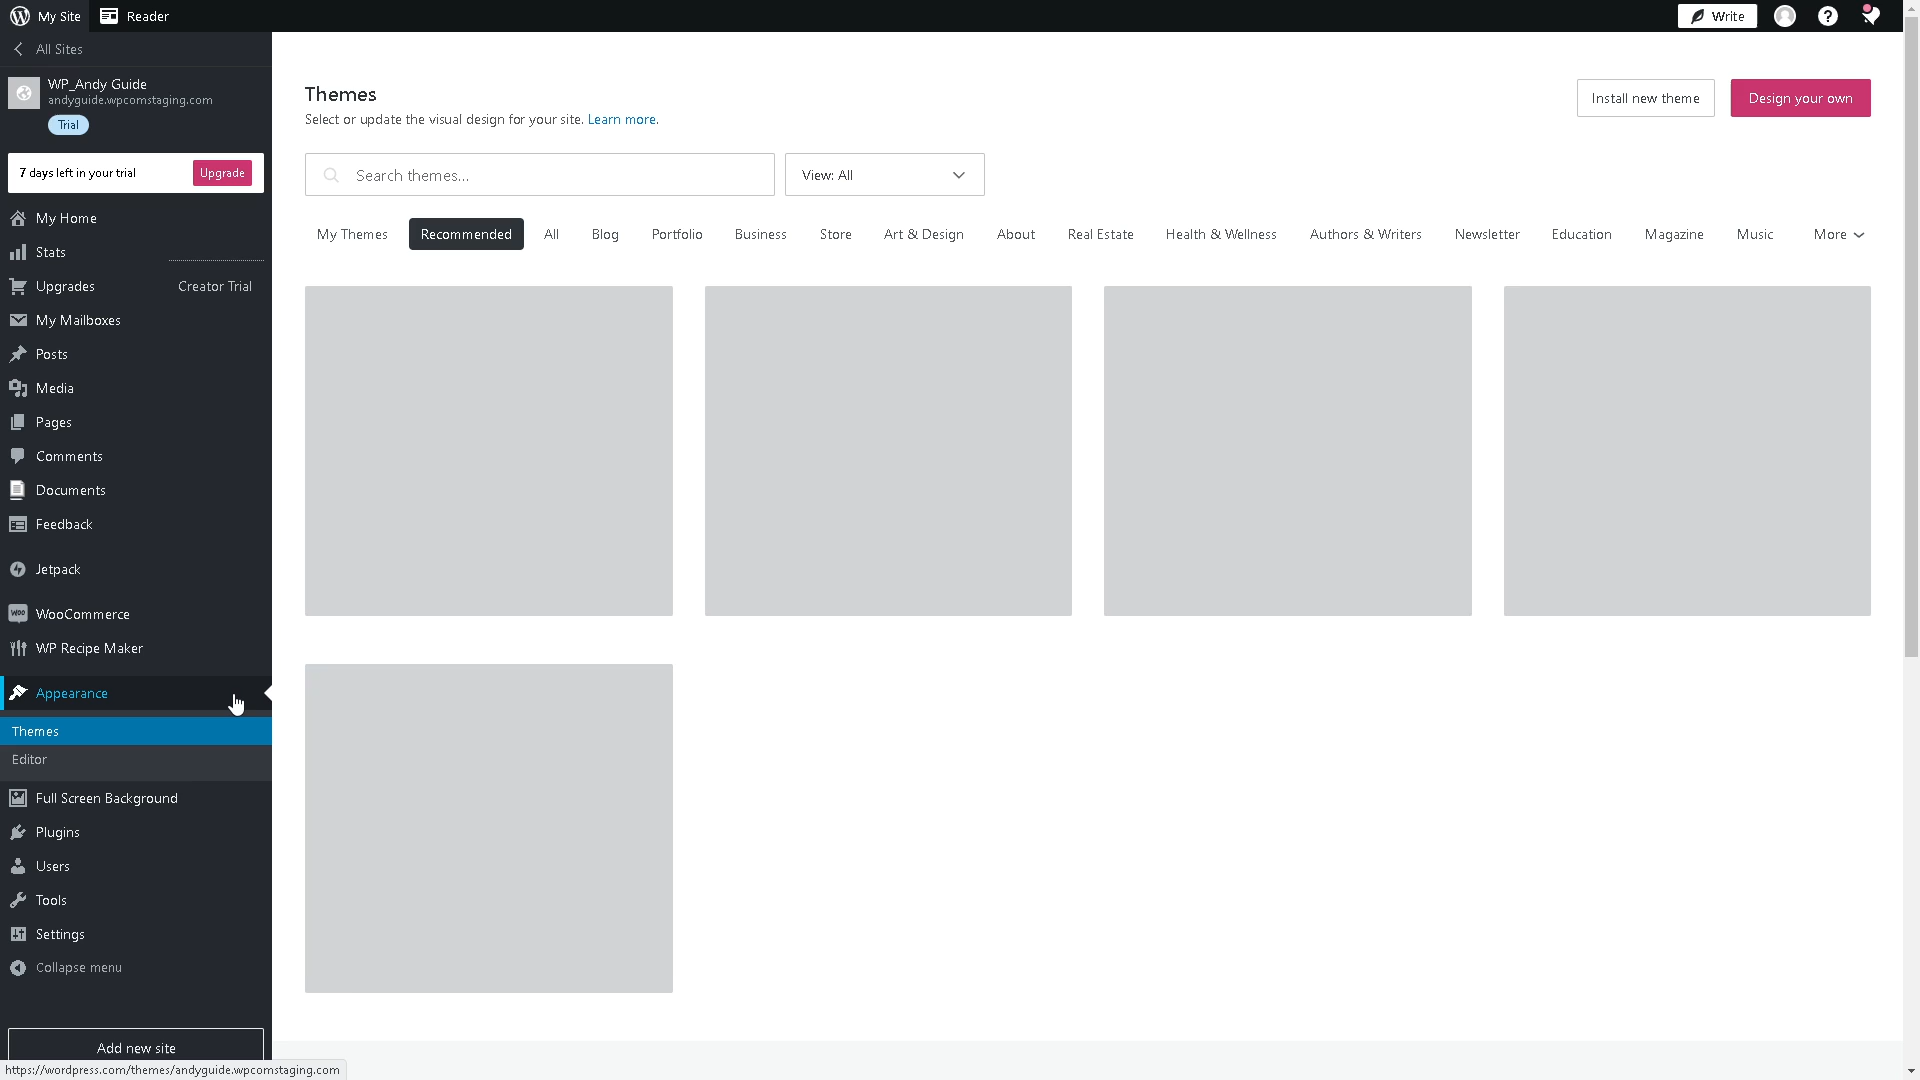 My Site
Reader
Write
All Sites
WP_Andy Guide
andyguide.wpcomstaging.com
Trial
7 days left in your trial
Upgrade
My Home
Stats
Upgrades
Creator Trial
My Mailboxes
Posts
Media
Pages
Comments
Documents
Feedback
Jetpack
Woo
WooCommerce
WP Recipe Maker
Appearance
Themes
Editor
Full Screen Background
Plugins
Users
Tools
Settings
Collapse menu
Add new site
https://wordpress.com/themes/andyguide.wpcomstaging.com
Themes
Select or update the visual design for your site. Learn more.
Install new theme
Design your own
Search themes...
View: All
My Themes
Recommended
All
Blog
Portfolio
Business
Store
Art & Design
About
Real Estate
Health & Wellness
Authors & Writers
Newsletter
Education
Magazine
Music
More